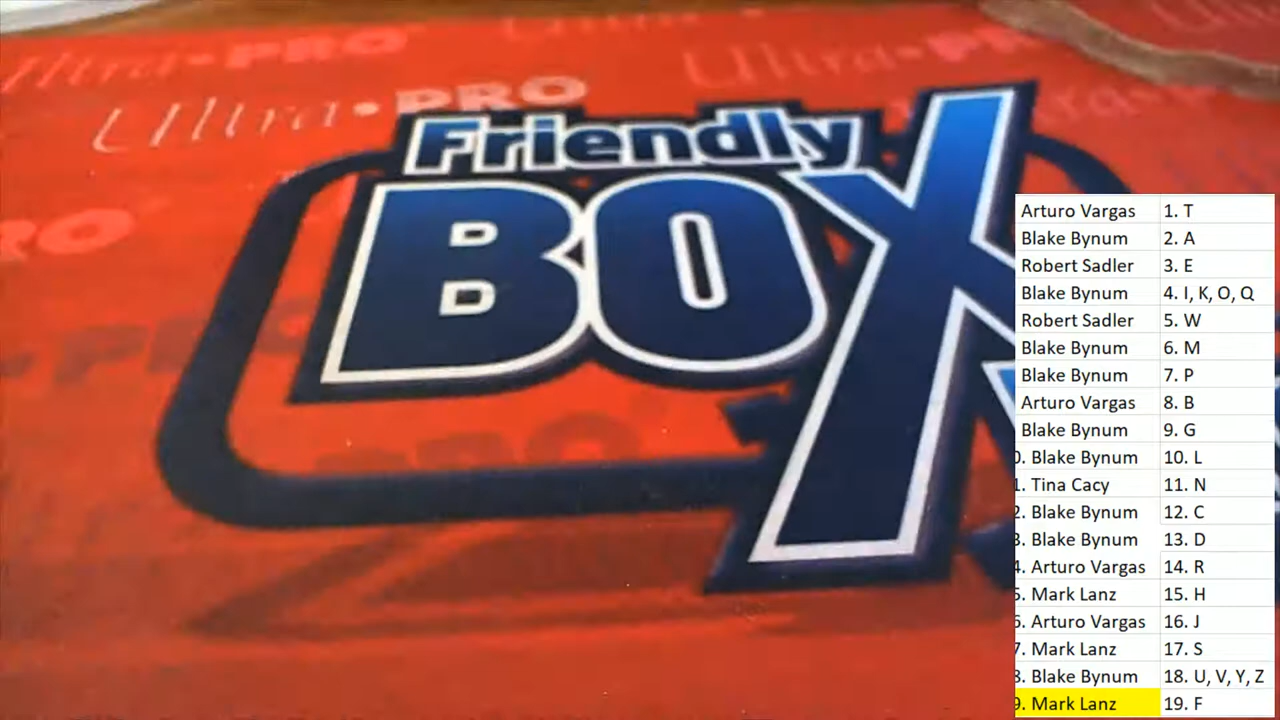 Ultra•PRO
Ultra•PRO
Ultra•PRO
Friendly
BOX
RO
Arturo Vargas 1. T
Blake Bynum 2. A
Robert Sadler 3. E
Blake Bynum 4. I, K, O, Q
Robert Sadler 5. W
Blake Bynum 6. M
Blake Bynum 7. P
Arturo Vargas 8. B
Blake Bynum 9. G
0. Blake Bynum 10. L
1. Tina Cacy 11. N
2. Blake Bynum 12. C
3. Blake Bynum 13. D
4. Arturo Vargas 14. R
5. Mark Lanz 15. H
6. Arturo Vargas 16. J
7. Mark Lanz 17. S
8. Blake Bynum 18. U, V, Y, Z
9. Mark Lanz 19. F